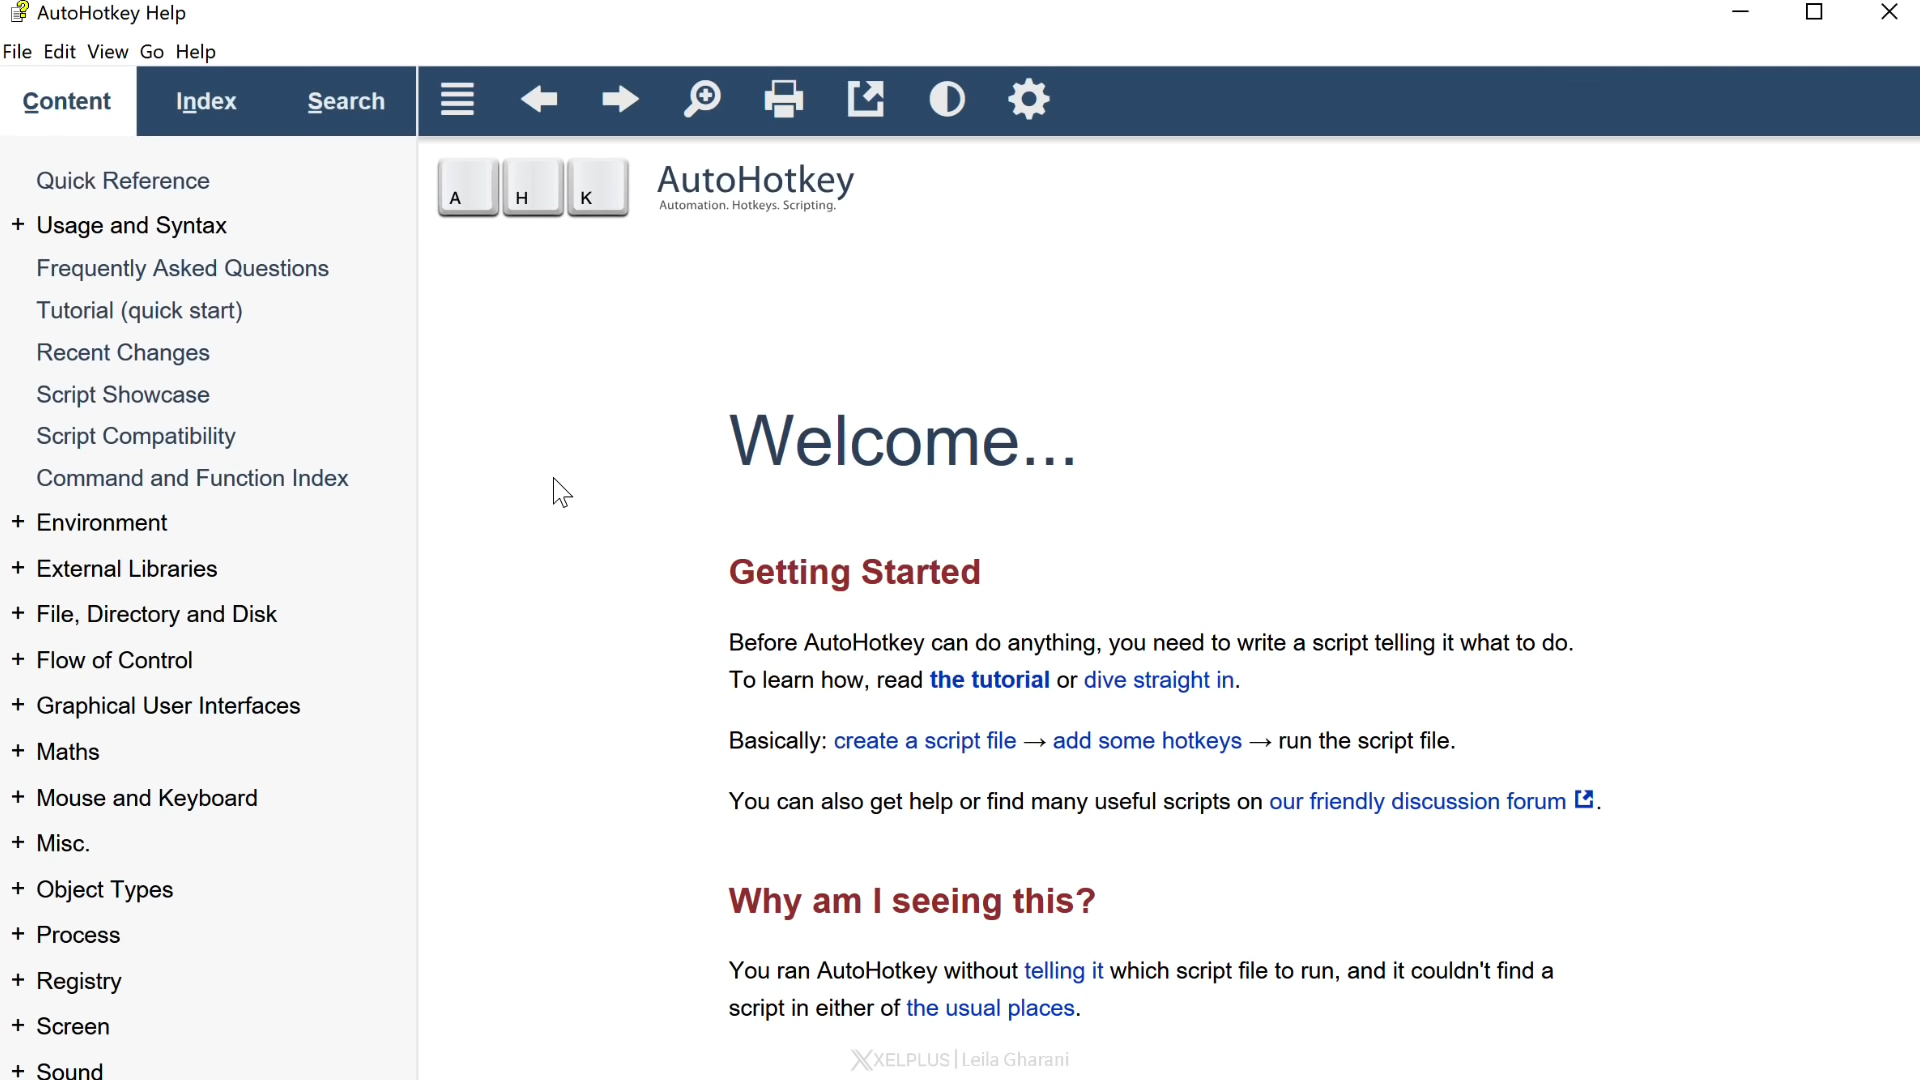 AutoHotkey Help
File Edit View Go Help
Content Index Search
Quick Reference
+ Usage and Syntax
Frequently Asked Questions
Tutorial (quick start)
Recent Changes
Script Showcase
Script Compatibility
Command and Function Index
+ Environment
+ External Libraries
+ File, Directory and Disk
+ Flow of Control
+ Graphical User Interfaces
+ Maths
+ Mouse and Keyboard
+ Misc.
+ Object Types
+ Process
+ Registry
+ Screen
+ Sound
A H K
AutoHotkey
Automation. Hotkeys. Scripting.
Welcome...
Getting Started
Before AutoHotkey can do anything, you need to write a script telling it what to do.
To learn how, read the tutorial or dive straight in.
Basically: create a script file → add some hotkeys → run the script file.
You can also get help or find many useful scripts on our friendly discussion forum.
Why am I seeing this?
You ran AutoHotkey without telling it which script file to run, and it couldn't find a
script in either of the usual places.
XELPLUS | Leila Gharani